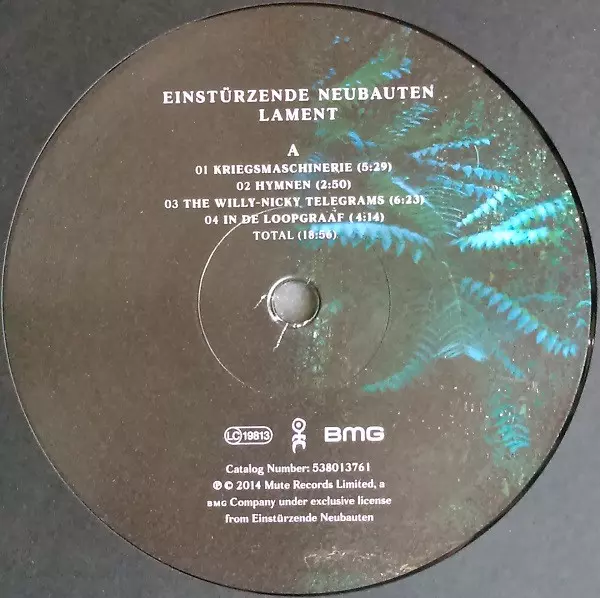 EINSTÜRZENDE NEUBAUTEN
LAMENT
A
01 KRIEGSMASCHINERIE (5:29)
02 HYMNEN (2:50)
03 THE WILLY-NICKY TELEGRAMS (6:23)
04 IN DE LOOPGRAAF (4:14)
TOTAL (18:56)
LC 19813 BMG
Catalog Number: 538013761
℗ © 2014 Mute Records Limited, a
BMG Company under exclusive license
from Einstürzende Neubauten